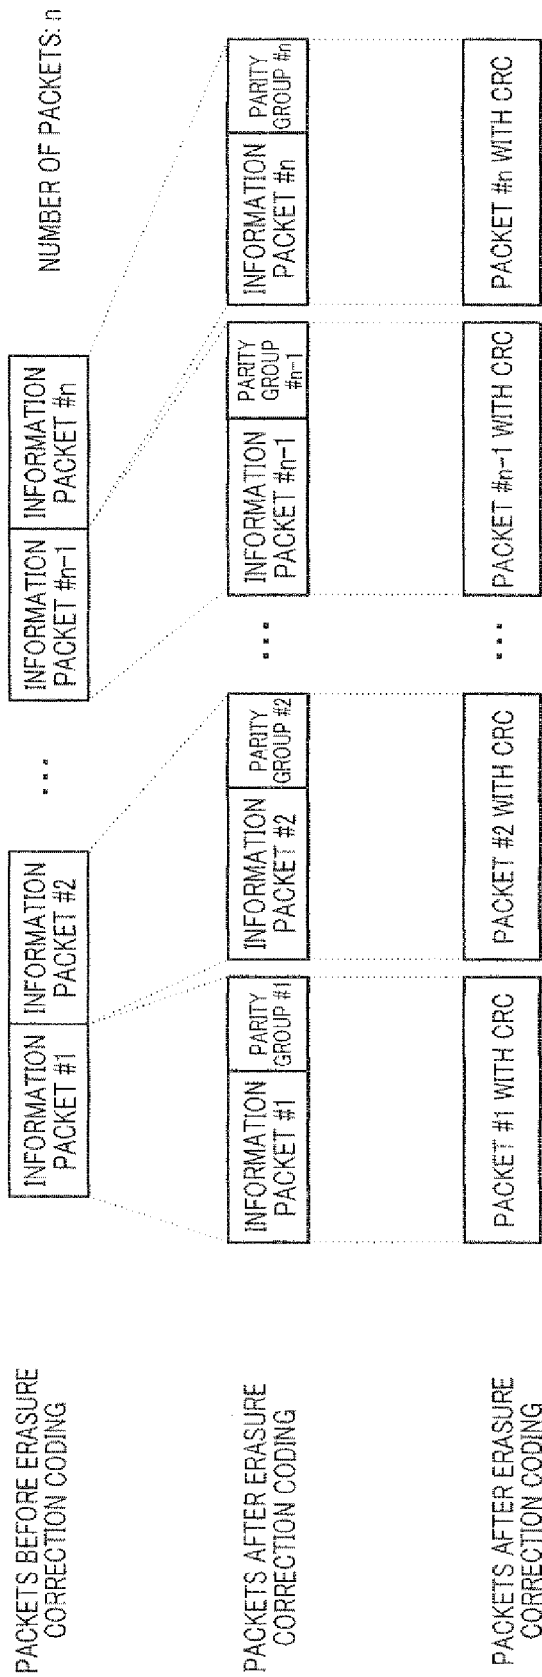 NUMBER OF PACKETS: n
PACKETS BEFORE ERASURE
CORRECTION CODING
INFORMATION
PACKET #1
INFORMATION
PACKET #2
...
INFORMATION
PACKET #n-1
INFORMATION
PACKET #n
PACKETS AFTER ERASURE
CORRECTION CODING
INFORMATION
PACKET #1
PARITY
GROUP #1
INFORMATION
PACKET #2
PARITY
GROUP #2
...
INFORMATION
PACKET #n-1
PARITY
GROUP
#n-1
INFORMATION
PACKET #n
PARITY
GROUP #n
PACKETS AFTER ERASURE
CORRECTION CODING
PACKET #1 WITH CRC
PACKET #2 WITH CRC
...
PACKET #n-1 WITH CRC
PACKET #n WITH CRC